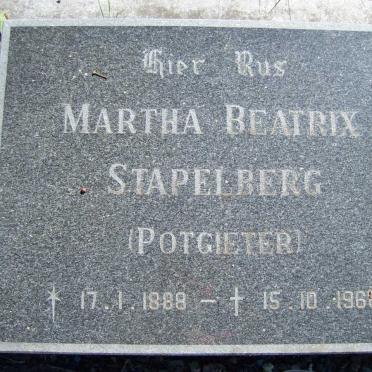 Hier Rus
MARTHA BEATRIX
STAPELBERG
(POTGIETER)
* 17.1.1888 – † 15.10.196